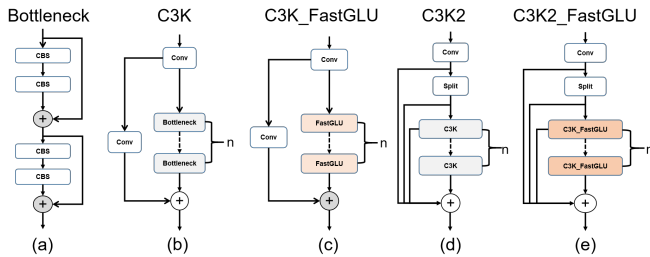 Bottleneck
CBS
CBS
+
CBS
CBS
+
(a)
C3K
Conv
Bottleneck
Conv
Bottleneck
n
+
(b)
C3K_FastGLU
Conv
FastGLU
Conv
FastGLU
n
+
(c)
C3K2
Conv
Split
C3K
C3K
n
+
(d)
C3K2_FastGLU
Conv
Split
C3K_FastGLU
C3K_FastGLU
n
+
(e)